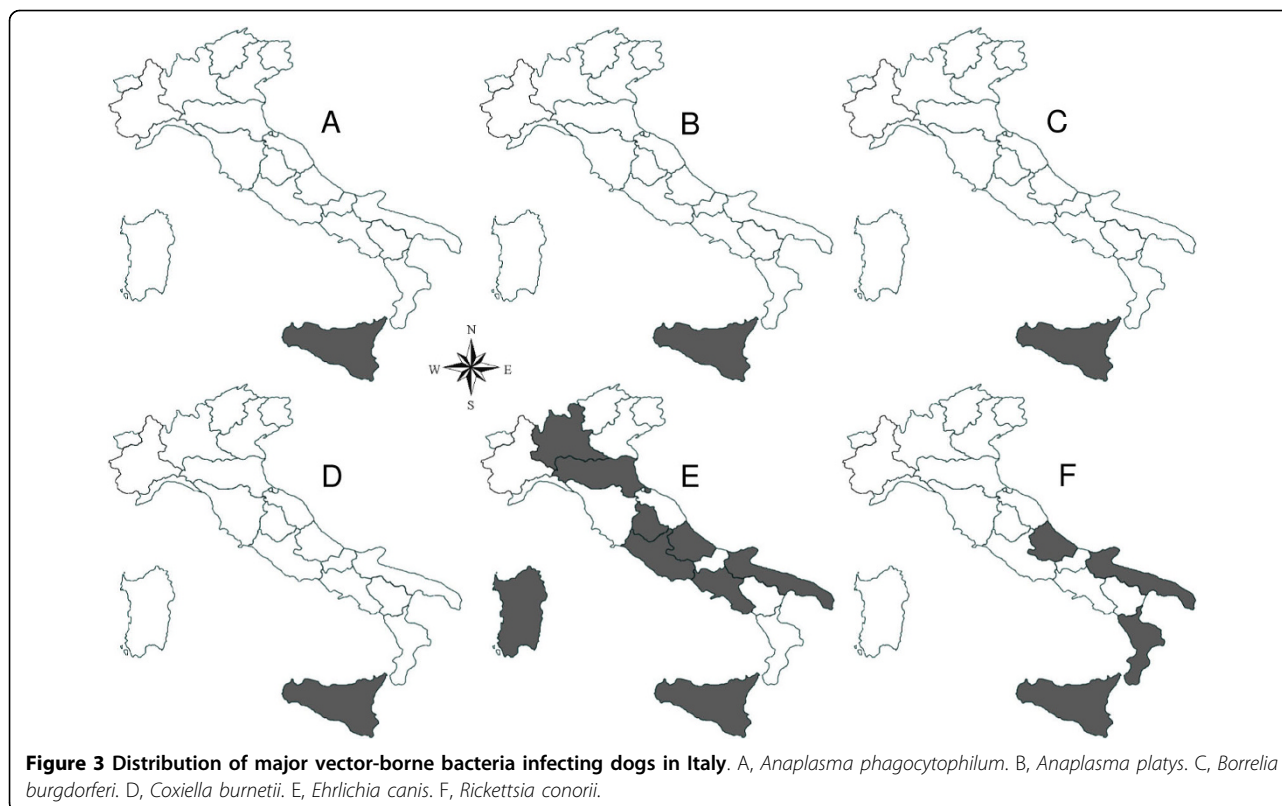 A
B
C
N
W E
S
D
E
F
Figure 3 Distribution of major vector-borne bacteria infecting dogs in Italy. A, Anaplasma phagocytophilum. B, Anaplasma platys. C, Borrelia
burgdorferi. D, Coxiella burnetii. E, Ehrlichia canis. F, Rickettsia conorii.